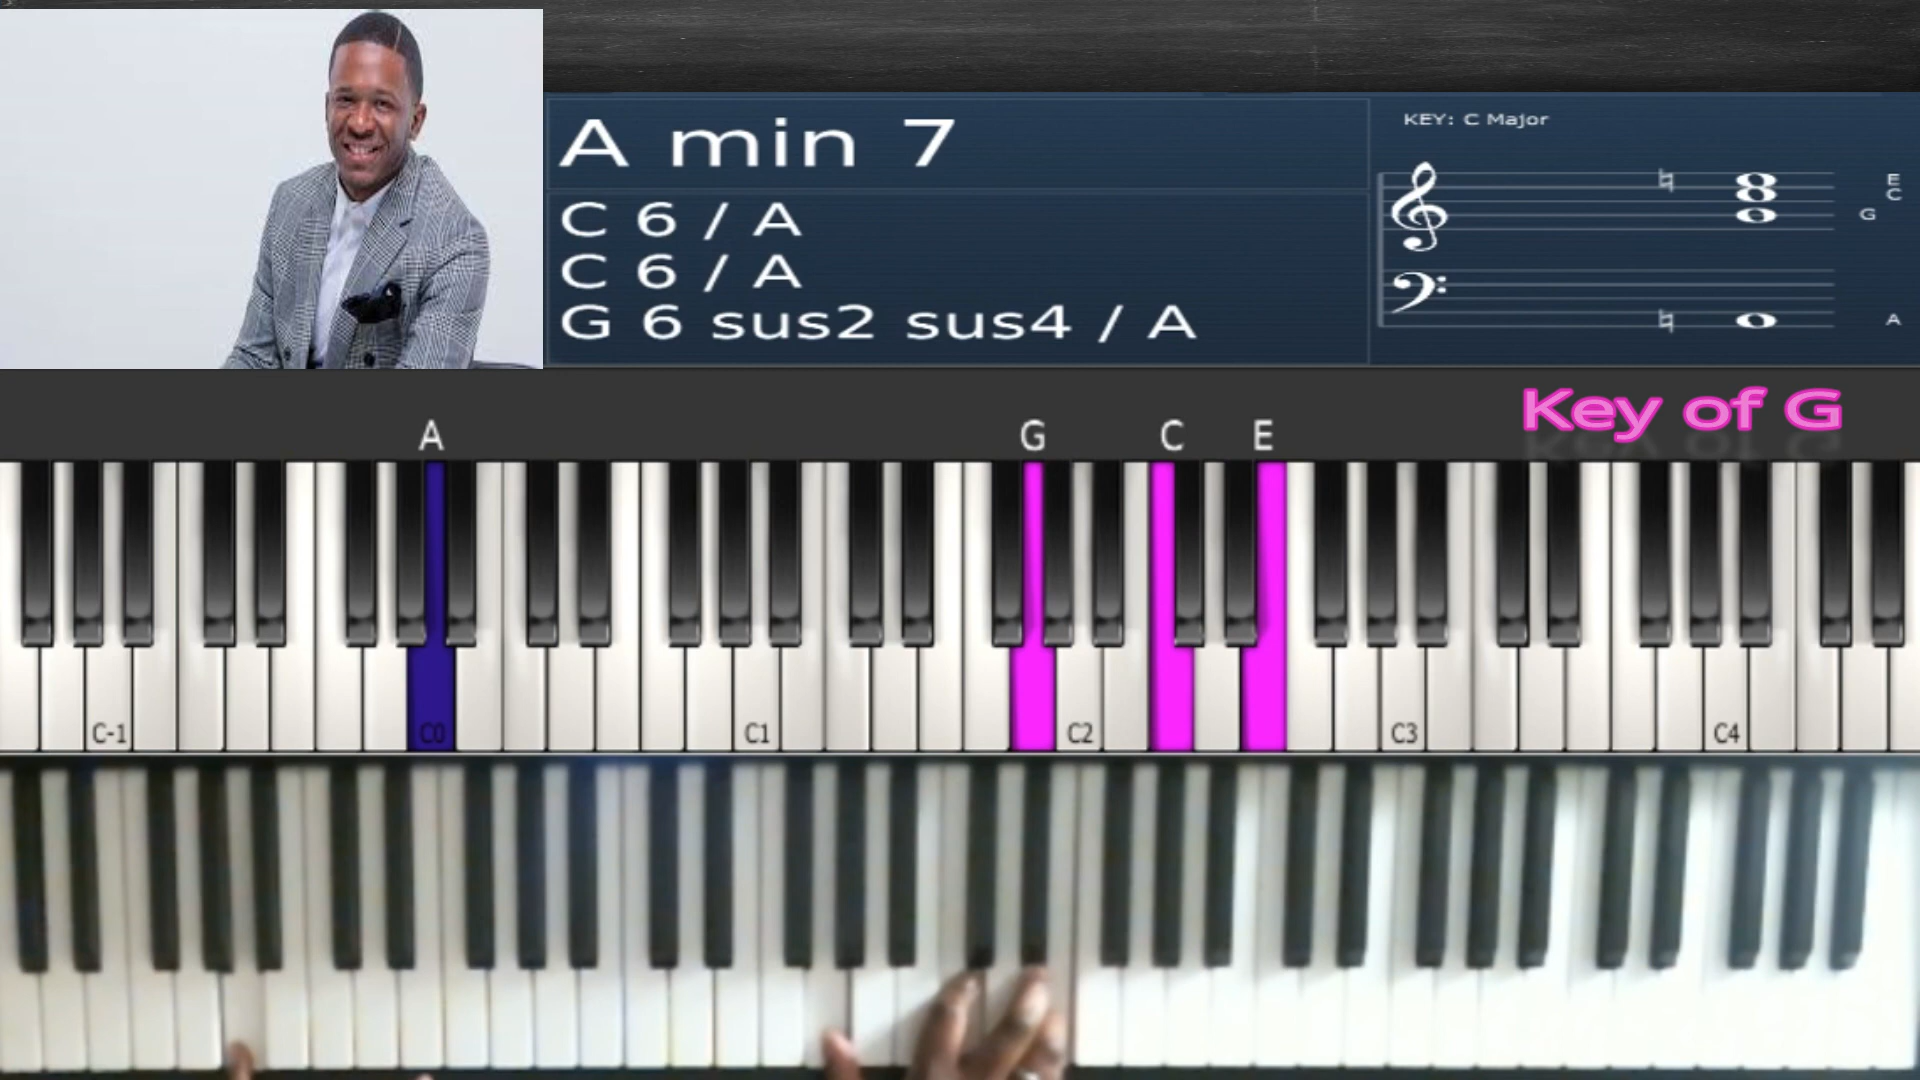 A min 7
C 6 / A
C 6 / A
G 6 sus2 sus4 / A
KEY: C Major
E
C
G
A
Key of G
A
G
C
E
C-1
C0
C1
C2
C3
C4